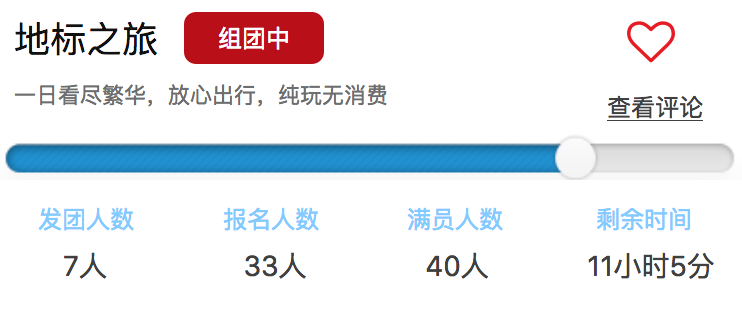 地标之旅 组团中
一日看尽繁华，放心出行，纯玩无消费
查看评论
发团人数 报名人数 满员人数 剩余时间
7人 33人 40人 11小时5分